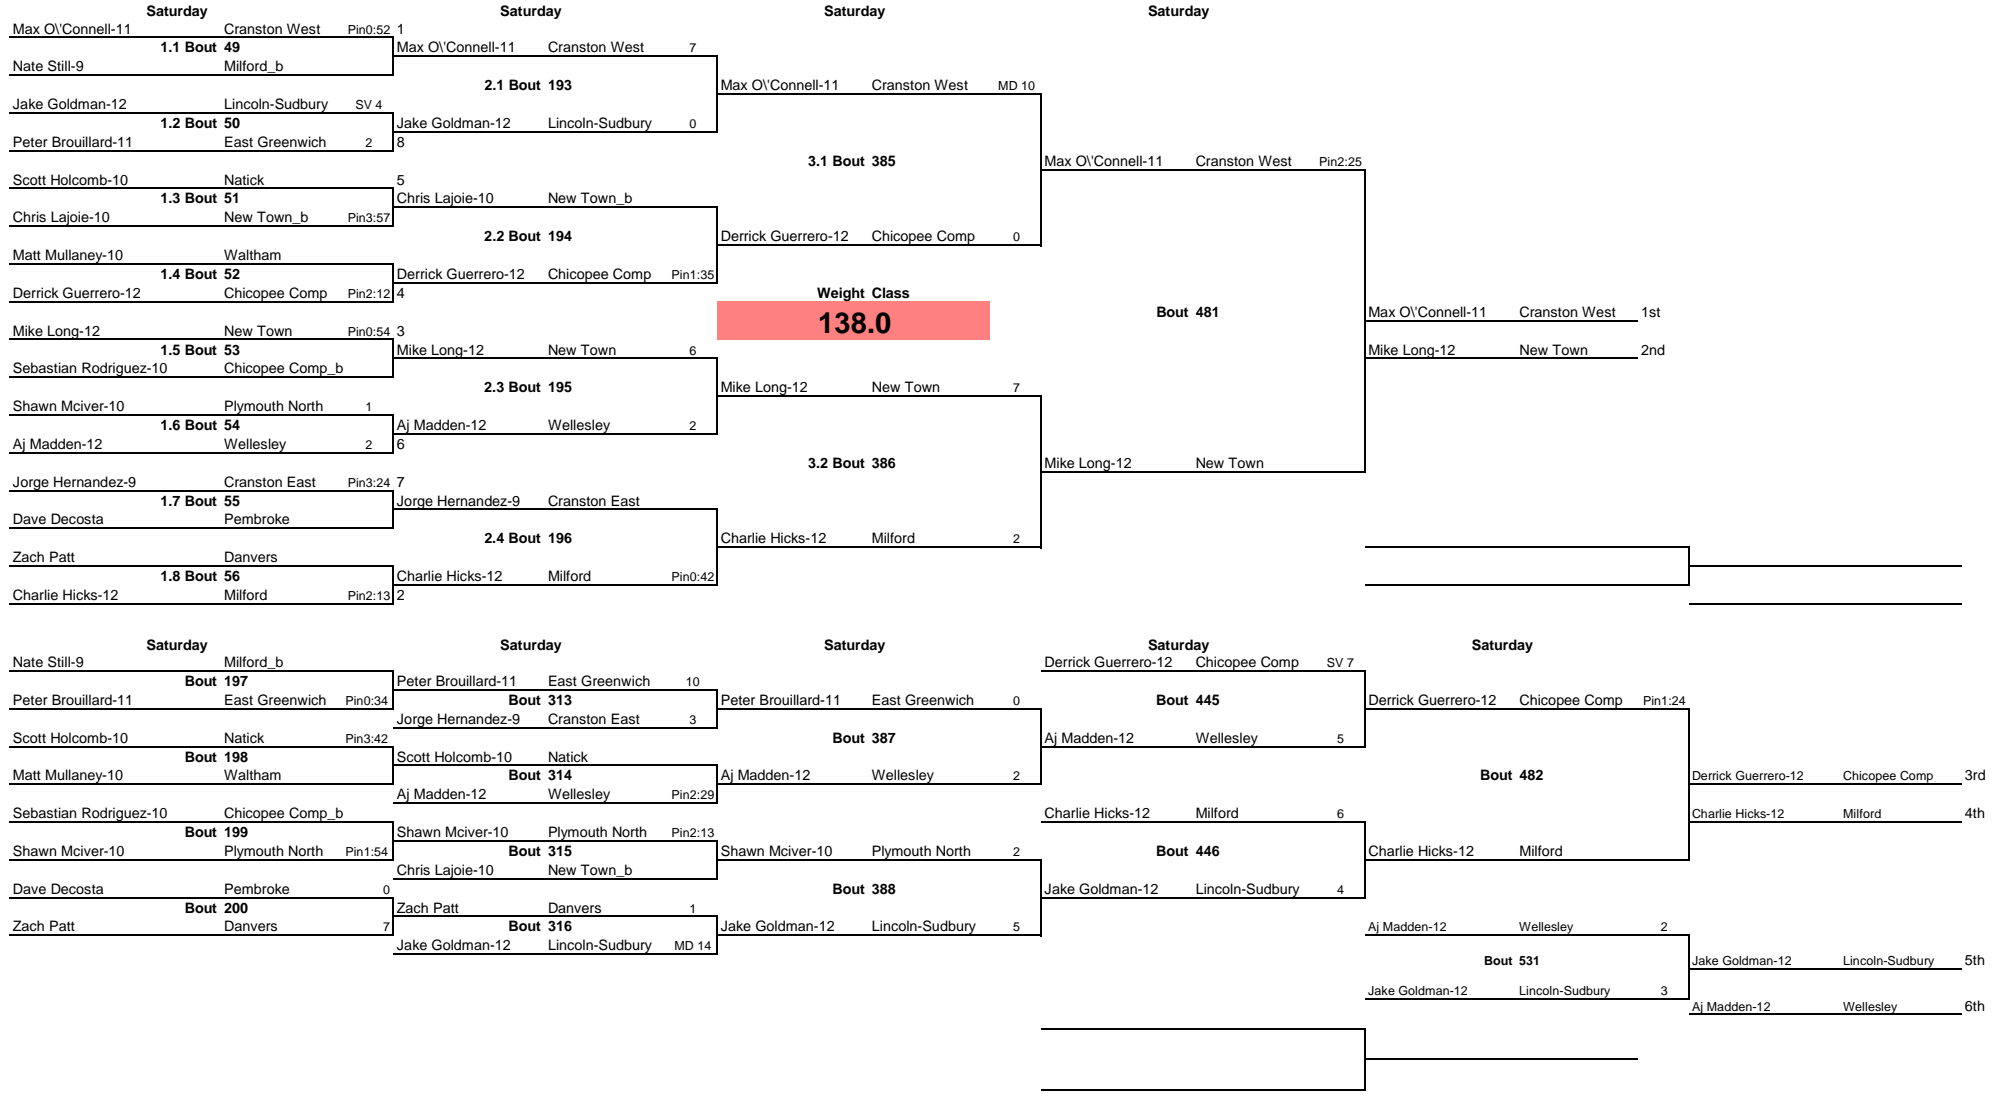 Saturday Saturday Saturday Saturday
Max O\'Connell-11 Cranston West Pin0:52 1
1.1 Bout 49 Max O\'Connell-11 Cranston West 7
Nate Still-9 Milford_b
2.1 Bout 193 Max O\'Connell-11 Cranston West MD 10
Jake Goldman-12 Lincoln-Sudbury SV 4
1.2 Bout 50 Jake Goldman-12 Lincoln-Sudbury 0
Peter Brouillard-11 East Greenwich 2 8
3.1 Bout 385 Max O\'Connell-11 Cranston West Pin2:25
Scott Holcomb-10 Natick 5
1.3 Bout 51 Chris Lajoie-10 New Town_b
Chris Lajoie-10 New Town_b Pin3:57
2.2 Bout 194 Derrick Guerrero-12 Chicopee Comp 0
Matt Mullaney-10 Waltham
1.4 Bout 52 Derrick Guerrero-12 Chicopee Comp Pin1:35
Derrick Guerrero-12 Chicopee Comp Pin2:12 4 Weight Class
Bout 481 Max O\'Connell-11 Cranston West 1st
138.0
Mike Long-12 New Town Pin0:54 3
1.5 Bout 53 Mike Long-12 New Town 6 Mike Long-12 New Town 2nd
Sebastian Rodriguez-10 Chicopee Comp_b
2.3 Bout 195 Mike Long-12 New Town 7
Shawn Mciver-10 Plymouth North 1
1.6 Bout 54 Aj Madden-12 Wellesley 2
Aj Madden-12 Wellesley 2 6
3.2 Bout 386 Mike Long-12 New Town
Jorge Hernandez-9 Cranston East Pin3:24 7
1.7 Bout 55 Jorge Hernandez-9 Cranston East
Dave Decosta Pembroke
2.4 Bout 196 Charlie Hicks-12 Milford 2
Zach Patt Danvers
1.8 Bout 56 Charlie Hicks-12 Milford Pin0:42
Charlie Hicks-12 Milford Pin2:13 2
Saturday Saturday Saturday Saturday Saturday
Nate Still-9 Milford_b Derrick Guerrero-12 Chicopee Comp SV 7
Bout 197 Peter Brouillard-11 East Greenwich 10
Peter Brouillard-11 East Greenwich Pin0:34 Bout 313 Peter Brouillard-11 East Greenwich 0 Bout 445 Derrick Guerrero-12 Chicopee Comp Pin1:24
Jorge Hernandez-9 Cranston East 3
Scott Holcomb-10 Natick Pin3:42 Bout 387 Aj Madden-12 Wellesley 5
Bout 198 Scott Holcomb-10 Natick
Matt Mullaney-10 Waltham Bout 314 Aj Madden-12 Wellesley 2 Bout 482 Derrick Guerrero-12 Chicopee Comp 3rd
Aj Madden-12 Wellesley Pin2:29
Sebastian Rodriguez-10 Chicopee Comp_b Charlie Hicks-12 Milford 6 Charlie Hicks-12 Milford 4th
Bout 199 Shawn Mciver-10 Plymouth North Pin2:13
Shawn Mciver-10 Plymouth North Pin1:54 Bout 315 Shawn Mciver-10 Plymouth North 2 Bout 446 Charlie Hicks-12 Milford
Chris Lajoie-10 New Town_b
Dave Decosta Pembroke 0 Bout 388 Jake Goldman-12 Lincoln-Sudbury 4
Bout 200 Zach Patt Danvers 1
Zach Patt Danvers 7 Bout 316 Jake Goldman-12 Lincoln-Sudbury 5 Aj Madden-12 Wellesley 2
Jake Goldman-12 Lincoln-Sudbury MD 14
Bout 531 Jake Goldman-12 Lincoln-Sudbury 5th
Jake Goldman-12 Lincoln-Sudbury 3
Aj Madden-12 Wellesley 6th